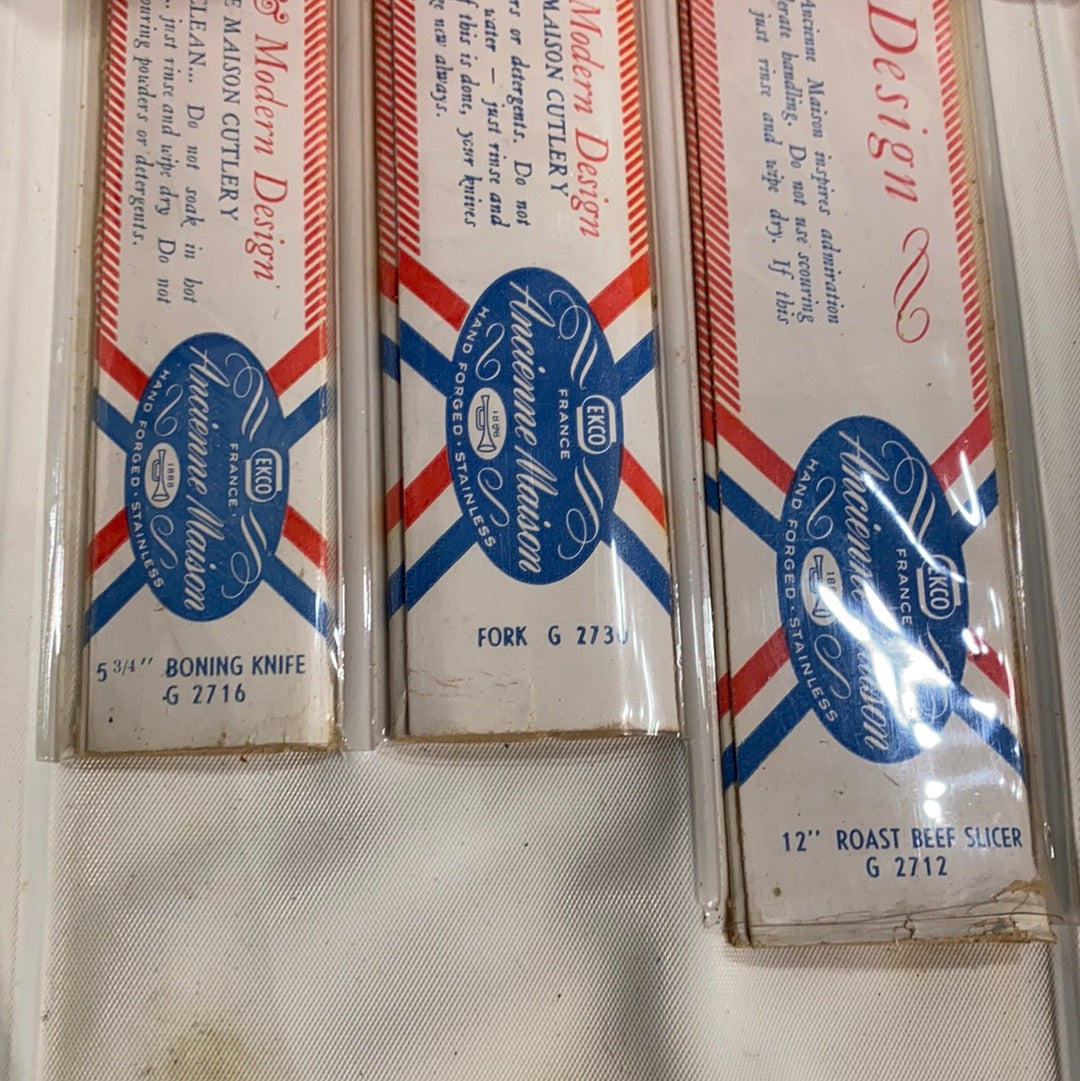 & Modern Design
MAISON CUTLERY
CLEAN... Do not soak in hot
just rinse and wipe dry Do not
powders or detergents.
EKCO
FRANCE
Ancienne Maison
1888
HAND FORGED · STAINLESS
5 3/4" BONING KNIFE
G 2716
Modern Design
MAISON CUTLERY
or detergents. Do not
water — just rinse and
this is done, your knives
new always.
EKCO
FRANCE
Ancienne Maison
1888
HAND FORGED · STAINLESS
FORK G 273
Design
Ancienne Maison inspires admiration
handling. Do not use scouring
just rinse and wipe dry. If this
EKCO
FRANCE
Ancienne Maison
HAND FORGED · STAINLESS
12" ROAST BEEF SLICER
G 2712